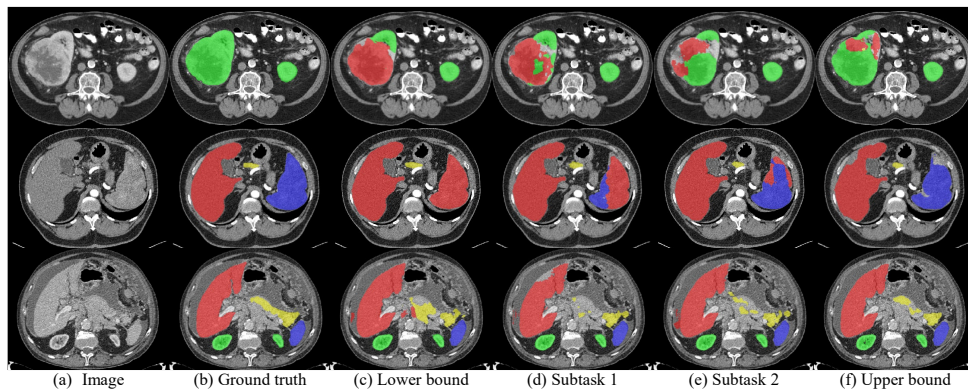 (a) Image (b) Ground truth (c) Lower bound (d) Subtask 1 (e) Subtask 2 (f) Upper bound